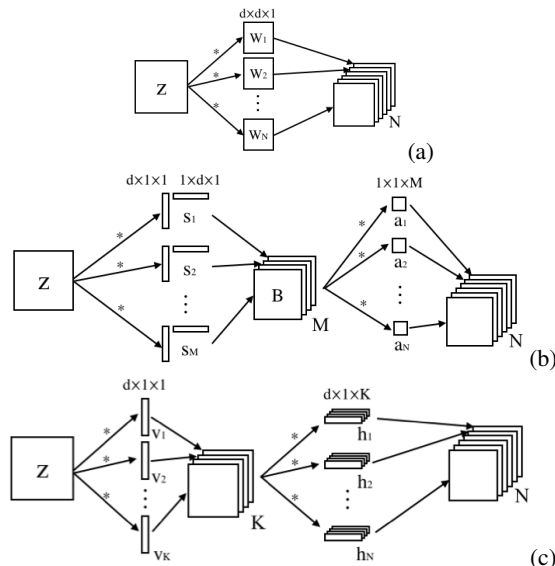 d×d×1
Z
*
W1
*
W2
*
⋮
WN
N
(a)
d×1×1 1×d×1
1×1×M
Z
*
s1
*
s2
*
⋮
sM
B
M
*
a1
*
a2
*
⋮
aN
N
(b)
d×1×1
d×1×K
Z
*
v1
*
v2
*
⋮
vK
K
*
h1
*
h2
*
⋮
hN
N
(c)